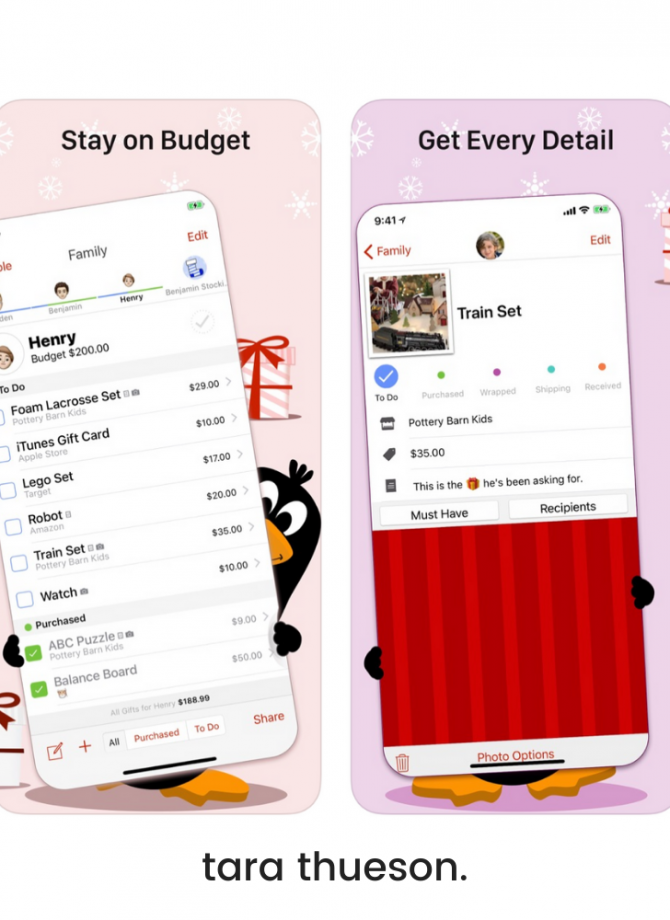 Stay on Budget
Family
Edit
Benjamin
Henry
Benjamin Stocki..
Henry
Budget $200.00
To Do
Foam Lacrosse Set
$29.00
Pottery Barn Kids
iTunes Gift Card
$10.00
Apple Store
Lego Set
$17.00
Target
Robot
$20.00
Amazon
Train Set
$35.00
Pottery Barn Kids
Watch
$10.00
Purchased
ABC Puzzle
$9.00
Pottery Barn Kids
Balance Board
$50.00
All Gifts for Henry $188.99
All
Purchased
To Do
Share
Get Every Detail
9:41
Family
Edit
Train Set
To Do
Purchased
Wrapped
Shipping
Received
Pottery Barn Kids
$35.00
This is the 🎁 he's been asking for.
Must Have
Recipients
Photo Options
tara thueson.